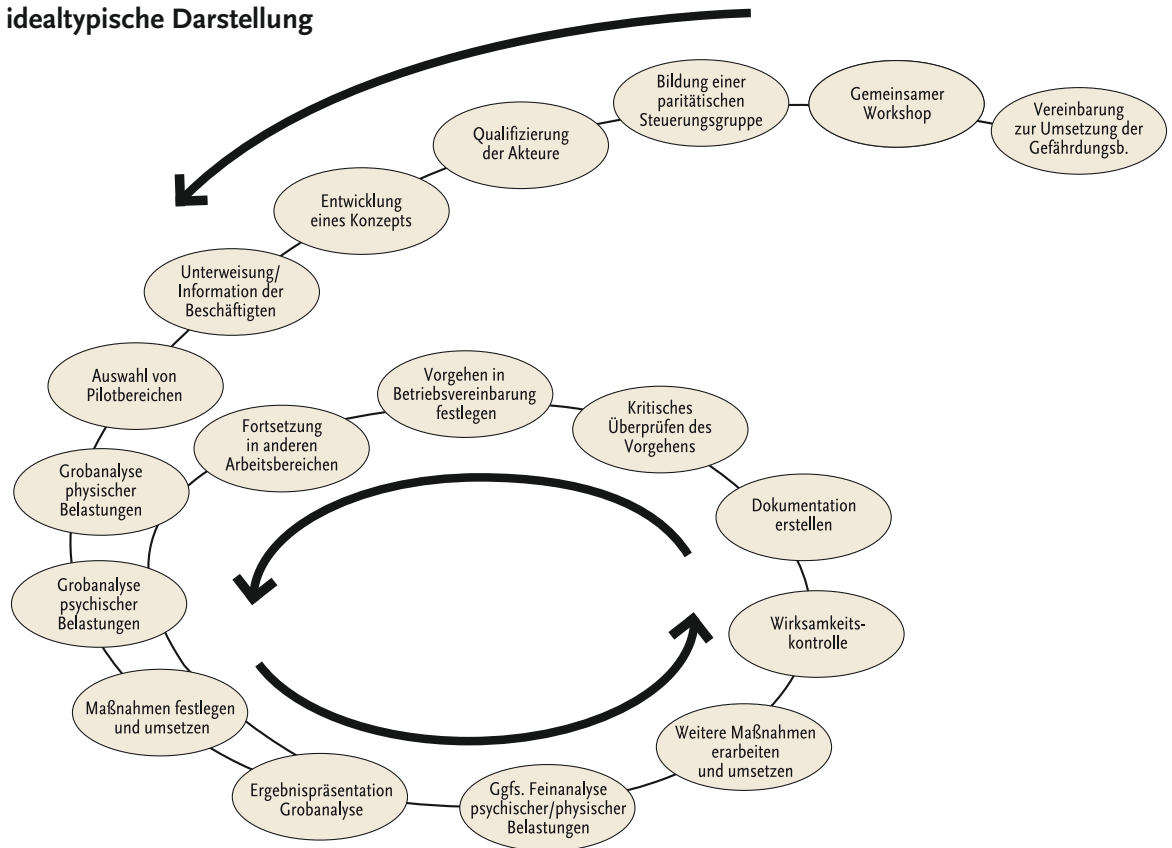 idealtypische Darstellung
Vereinbarung
zur Umsetzung der
Gefährdungsb.
Gemeinsamer
Workshop
Bildung einer
paritätischen
Steuerungsgruppe
Qualifizierung
der Akteure
Entwicklung
eines Konzepts
Unterweisung/
Information der
Beschäftigten
Auswahl von
Pilotbereichen
Grobanalyse
physischer
Belastungen
Grobanalyse
psychischer
Belastungen
Maßnahmen festlegen
und umsetzen
Ergebnispräsentation
Grobanalyse
Ggfs. Feinanalyse
psychischer/physischer
Belastungen
Weitere Maßnahmen
erarbeiten
und umsetzen
Wirksamkeits-
kontrolle
Dokumentation
erstellen
Kritisches
Überprüfen des
Vorgehens
Vorgehen in
Betriebsvereinbarung
festlegen
Fortsetzung
in anderen
Arbeitsbereichen